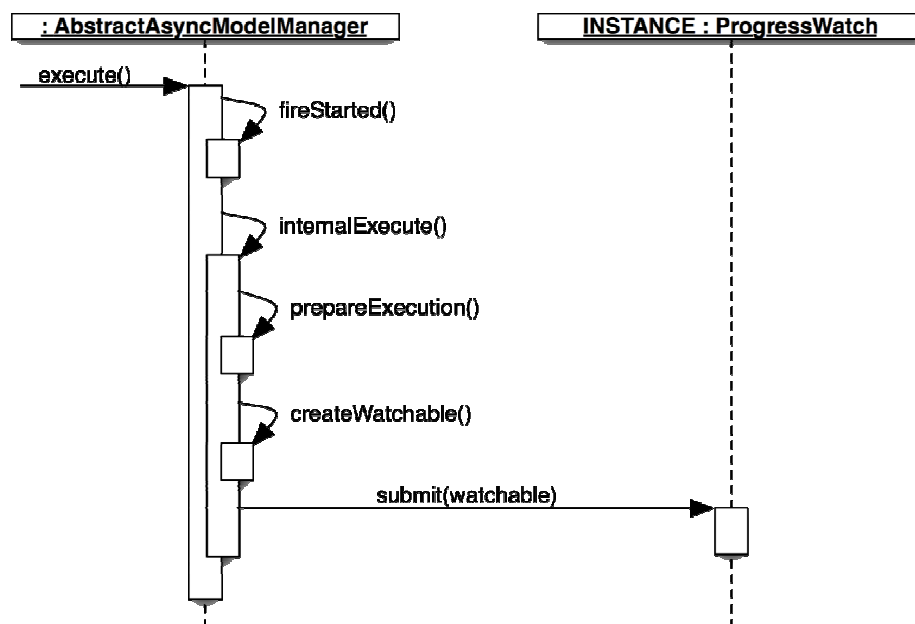 : AbstractAsyncModelManager
INSTANCE : ProgressWatch
execute()
fireStarted()
internalExecute()
prepareExecution()
createWatchable()
submit(watchable)